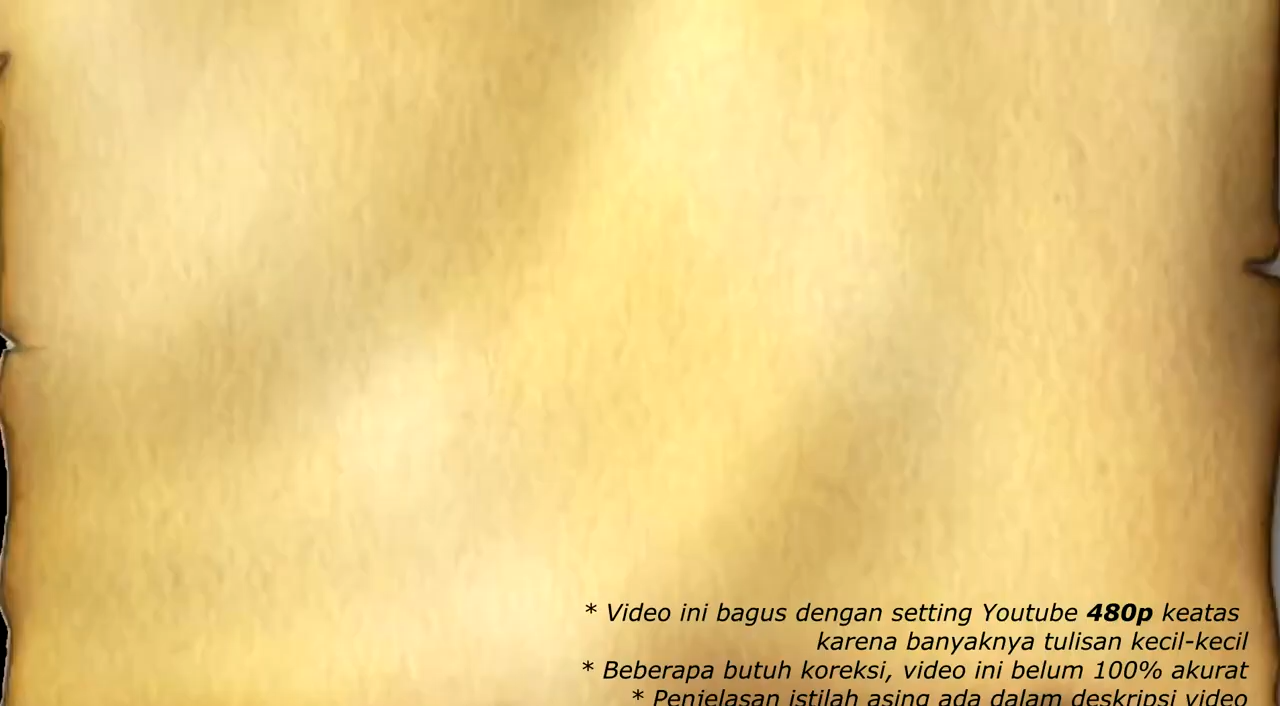 * Video ini bagus dengan setting Youtube 480p keatas
karena banyaknya tulisan kecil-kecil
* Beberapa butuh koreksi, video ini belum 100% akurat
* Penjelasan istilah asing ada dalam deskripsi video